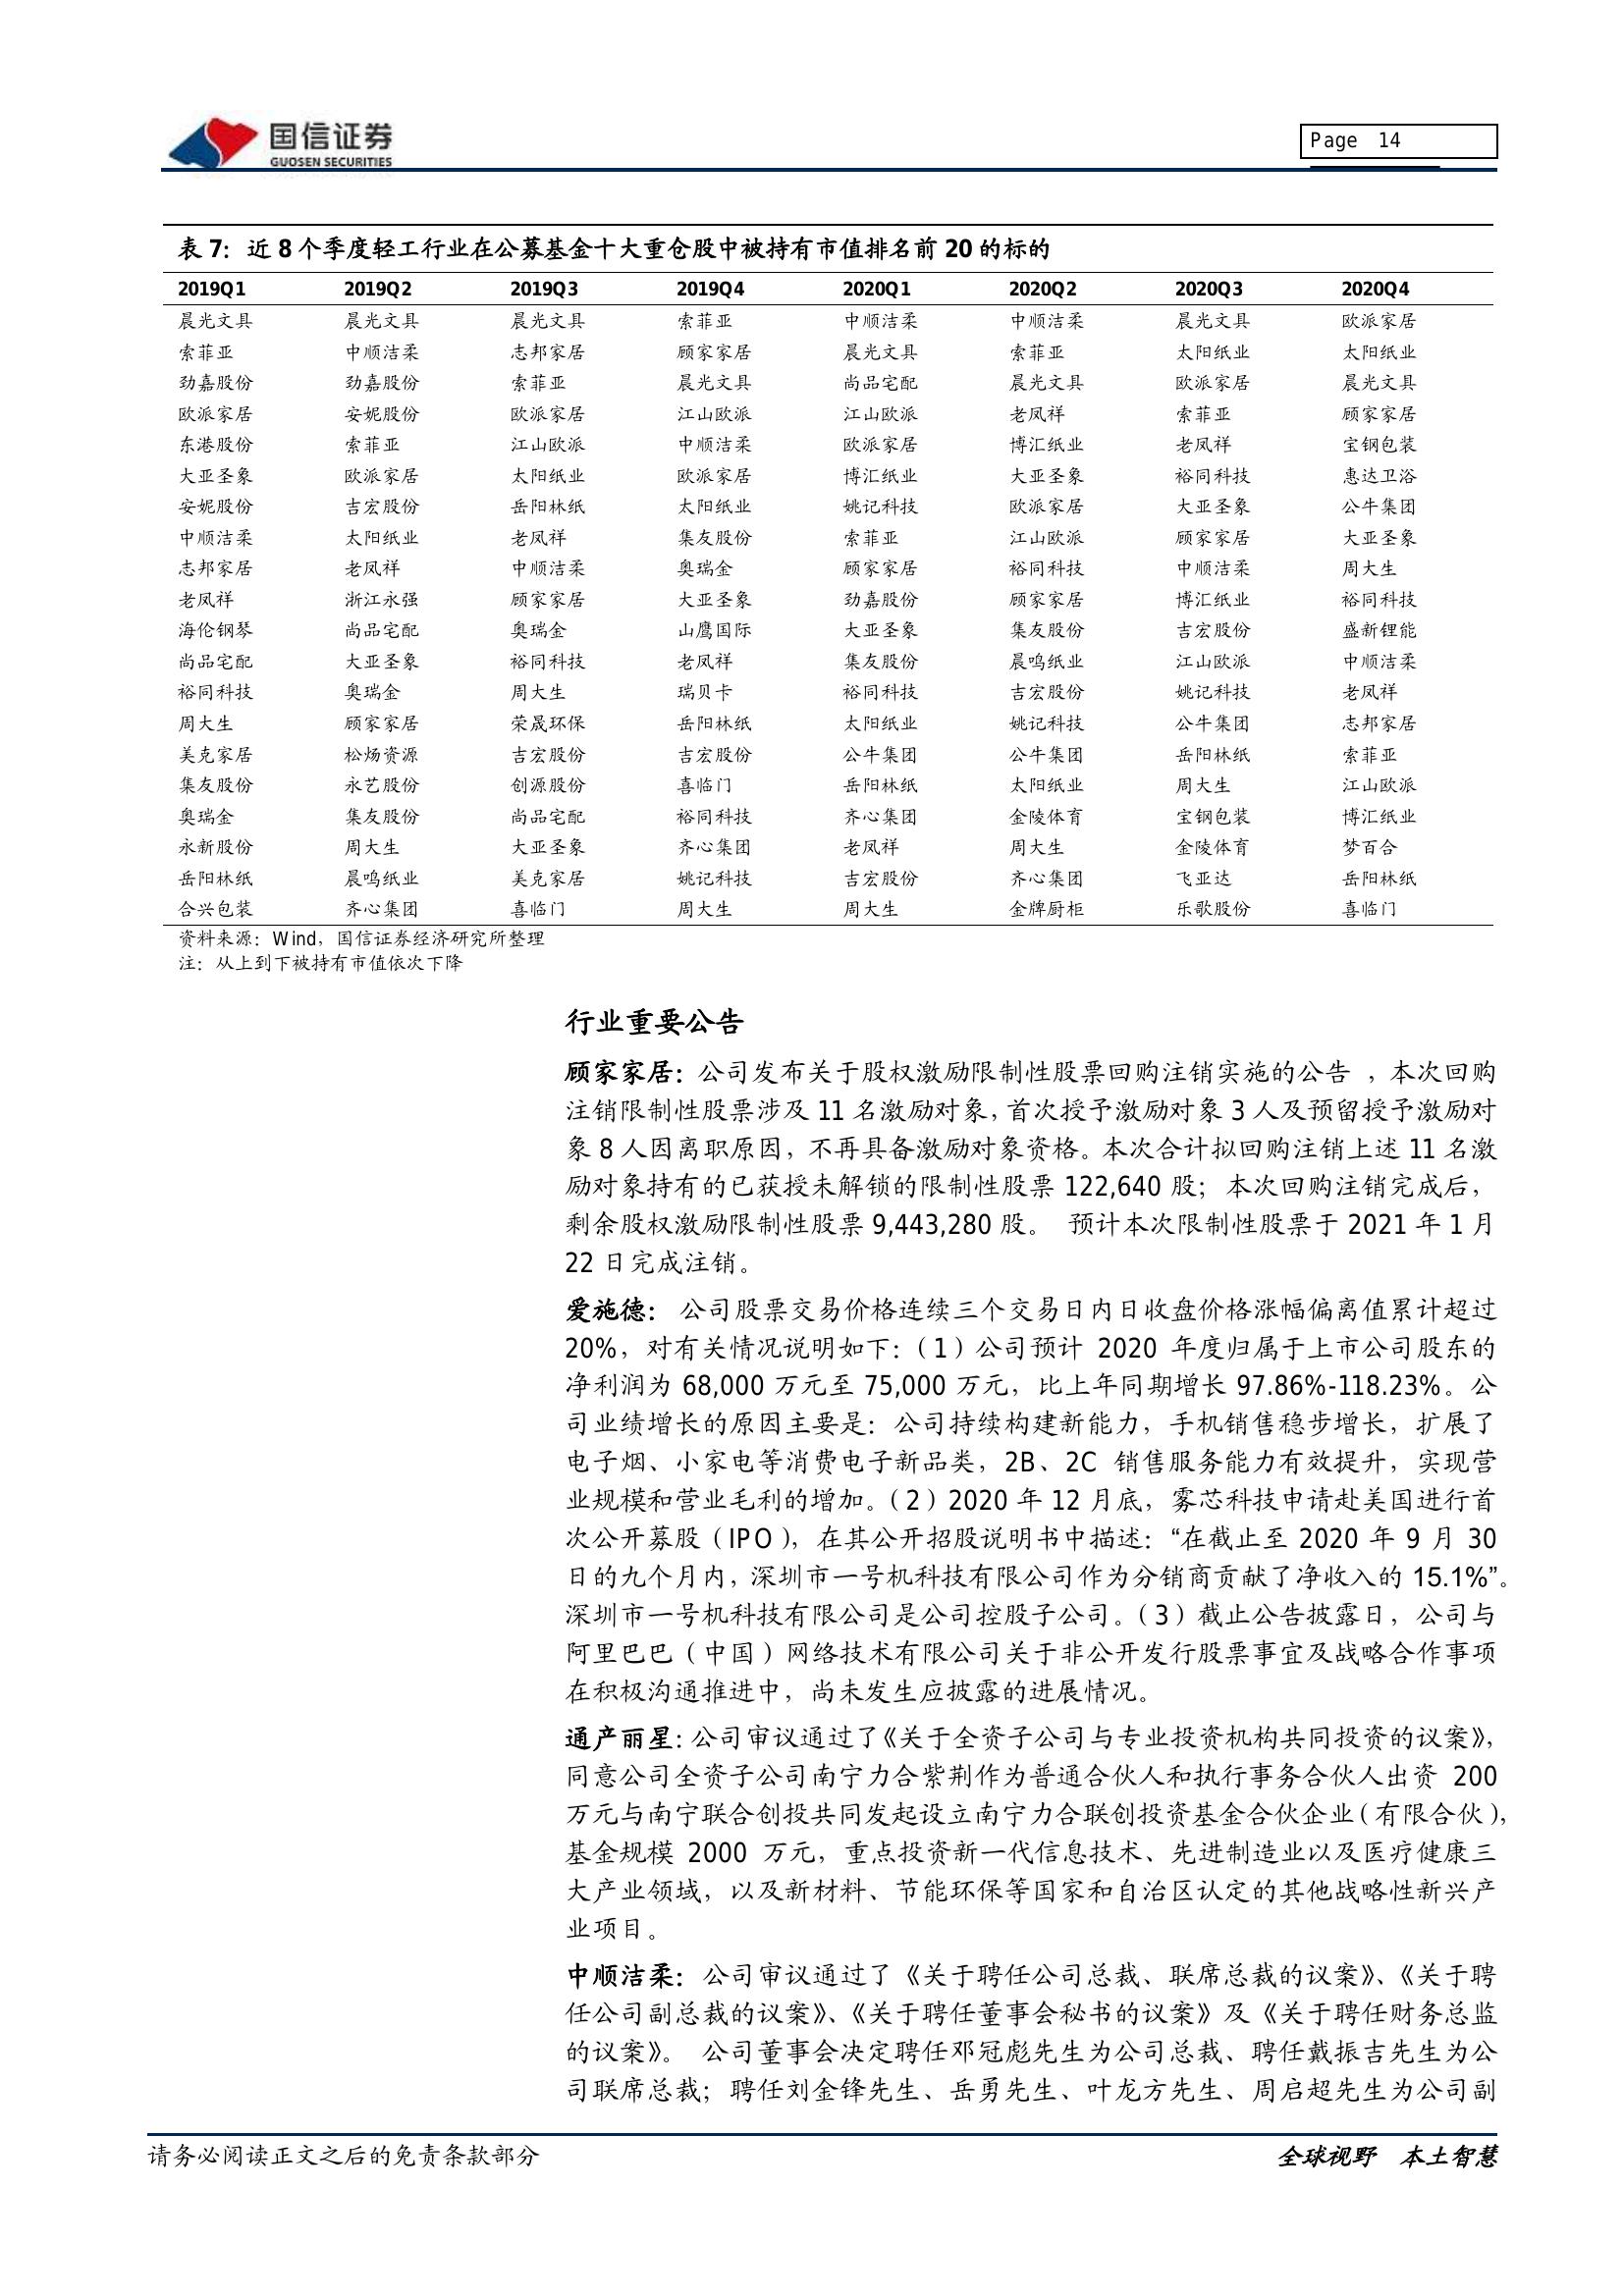 国信证券
GUOSEN SECURITIES
Page 14
表 7：近 8 个季度轻工行业在公募基金十大重仓股中被持有市值排名前 20 的标的
2019Q1 2019Q2 2019Q3 2019Q4 2020Q1 2020Q2 2020Q3 2020Q4
晨光文具 晨光文具 晨光文具 索菲亚 中顺洁柔 中顺洁柔 晨光文具 欧派家居
索菲亚 中顺洁柔 志邦家居 顾家家居 晨光文具 索菲亚 太阳纸业 太阳纸业
劲嘉股份 劲嘉股份 索菲亚 晨光文具 尚品宅配 晨光文具 欧派家居 晨光文具
欧派家居 安妮股份 欧派家居 江山欧派 江山欧派 老凤祥 索菲亚 顾家家居
东港股份 索菲亚 江山欧派 中顺洁柔 欧派家居 博汇纸业 老凤祥 宝钢包装
大亚圣象 欧派家居 太阳纸业 欧派家居 博汇纸业 大亚圣象 裕同科技 惠达卫浴
安妮股份 吉宏股份 岳阳林纸 太阳纸业 姚记科技 欧派家居 大亚圣象 公牛集团
中顺洁柔 太阳纸业 老凤祥 集友股份 索菲亚 江山欧派 顾家家居 大亚圣象
志邦家居 老凤祥 中顺洁柔 奥瑞金 顾家家居 裕同科技 中顺洁柔 周大生
老凤祥 浙江永强 顾家家居 大亚圣象 劲嘉股份 顾家家居 博汇纸业 裕同科技
海伦钢琴 尚品宅配 奥瑞金 山鹰国际 大亚圣象 集友股份 吉宏股份 盛新锂能
尚品宅配 大亚圣象 裕同科技 老凤祥 集友股份 晨鸣纸业 江山欧派 中顺洁柔
裕同科技 奥瑞金 周大生 瑞贝卡 裕同科技 吉宏股份 姚记科技 老凤祥
周大生 顾家家居 荣晟环保 岳阳林纸 太阳纸业 姚记科技 公牛集团 志邦家居
美克家居 松炀资源 吉宏股份 吉宏股份 公牛集团 公牛集团 岳阳林纸 索菲亚
集友股份 永艺股份 创源股份 喜临门 岳阳林纸 太阳纸业 周大生 江山欧派
奥瑞金 集友股份 尚品宅配 裕同科技 齐心集团 金陵体育 宝钢包装 博汇纸业
永新股份 周大生 大亚圣象 齐心集团 老凤祥 周大生 金陵体育 梦百合
岳阳林纸 晨鸣纸业 美克家居 姚记科技 吉宏股份 齐心集团 飞亚达 岳阳林纸
合兴包装 齐心集团 喜临门 周大生 周大生 金牌厨柜 乐歌股份 喜临门
资料来源：Wind，国信证券经济研究所整理
注：从上到下被持有市值依次下降
行业重要公告
顾家家居：公司发布关于股权激励限制性股票回购注销实施的公告 ，本次回购
注销限制性股票涉及 11 名激励对象，首次授予激励对象 3 人及预留授予激励对
象 8 人因离职原因，不再具备激励对象资格。本次合计拟回购注销上述 11 名激
励对象持有的已获授未解锁的限制性股票 122,640 股；本次回购注销完成后，
剩余股权激励限制性股票 9,443,280 股。 预计本次限制性股票于 2021 年 1 月
22 日完成注销。
爱施德： 公司股票交易价格连续三个交易日内日收盘价格涨幅偏离值累计超过
20%，对有关情况说明如下：（1）公司预计 2020 年度归属于上市公司股东的
净利润为 68,000 万元至 75,000 万元，比上年同期增长 97.86%-118.23%。公
司业绩增长的原因主要是：公司持续构建新能力，手机销售稳步增长，扩展了
电子烟、小家电等消费电子新品类，2B、2C 销售服务能力有效提升，实现营
业规模和营业毛利的增加。（2）2020 年 12 月底，雾芯科技申请赴美国进行首
次公开募股（IPO），在其公开招股说明书中描述：“在截止至 2020 年 9 月 30
日的九个月内，深圳市一号机科技有限公司作为分销商贡献了净收入的 15.1%”。
深圳市一号机科技有限公司是公司控股子公司。（3）截止公告披露日，公司与
阿里巴巴（中国）网络技术有限公司关于非公开发行股票事宜及战略合作事项
在积极沟通推进中，尚未发生应披露的进展情况。
通产丽星：公司审议通过了《关于全资子公司与专业投资机构共同投资的议案》，
同意公司全资子公司南宁力合紫荆作为普通合伙人和执行事务合伙人出资 200
万元与南宁联合创投共同发起设立南宁力合联创投资基金合伙企业（有限合伙），
基金规模 2000 万元，重点投资新一代信息技术、先进制造业以及医疗健康三
大产业领域，以及新材料、节能环保等国家和自治区认定的其他战略性新兴产
业项目。
中顺洁柔：公司审议通过了《关于聘任公司总裁、联席总裁的议案》、《关于聘
任公司副总裁的议案》、《关于聘任董事会秘书的议案》及《关于聘任财务总监
的议案》。 公司董事会决定聘任邓冠彪先生为公司总裁、聘任戴振吉先生为公
司联席总裁；聘任刘金锋先生、岳勇先生、叶龙方先生、周启超先生为公司副
请务必阅读正文之后的免责条款部分
全球视野 本土智慧